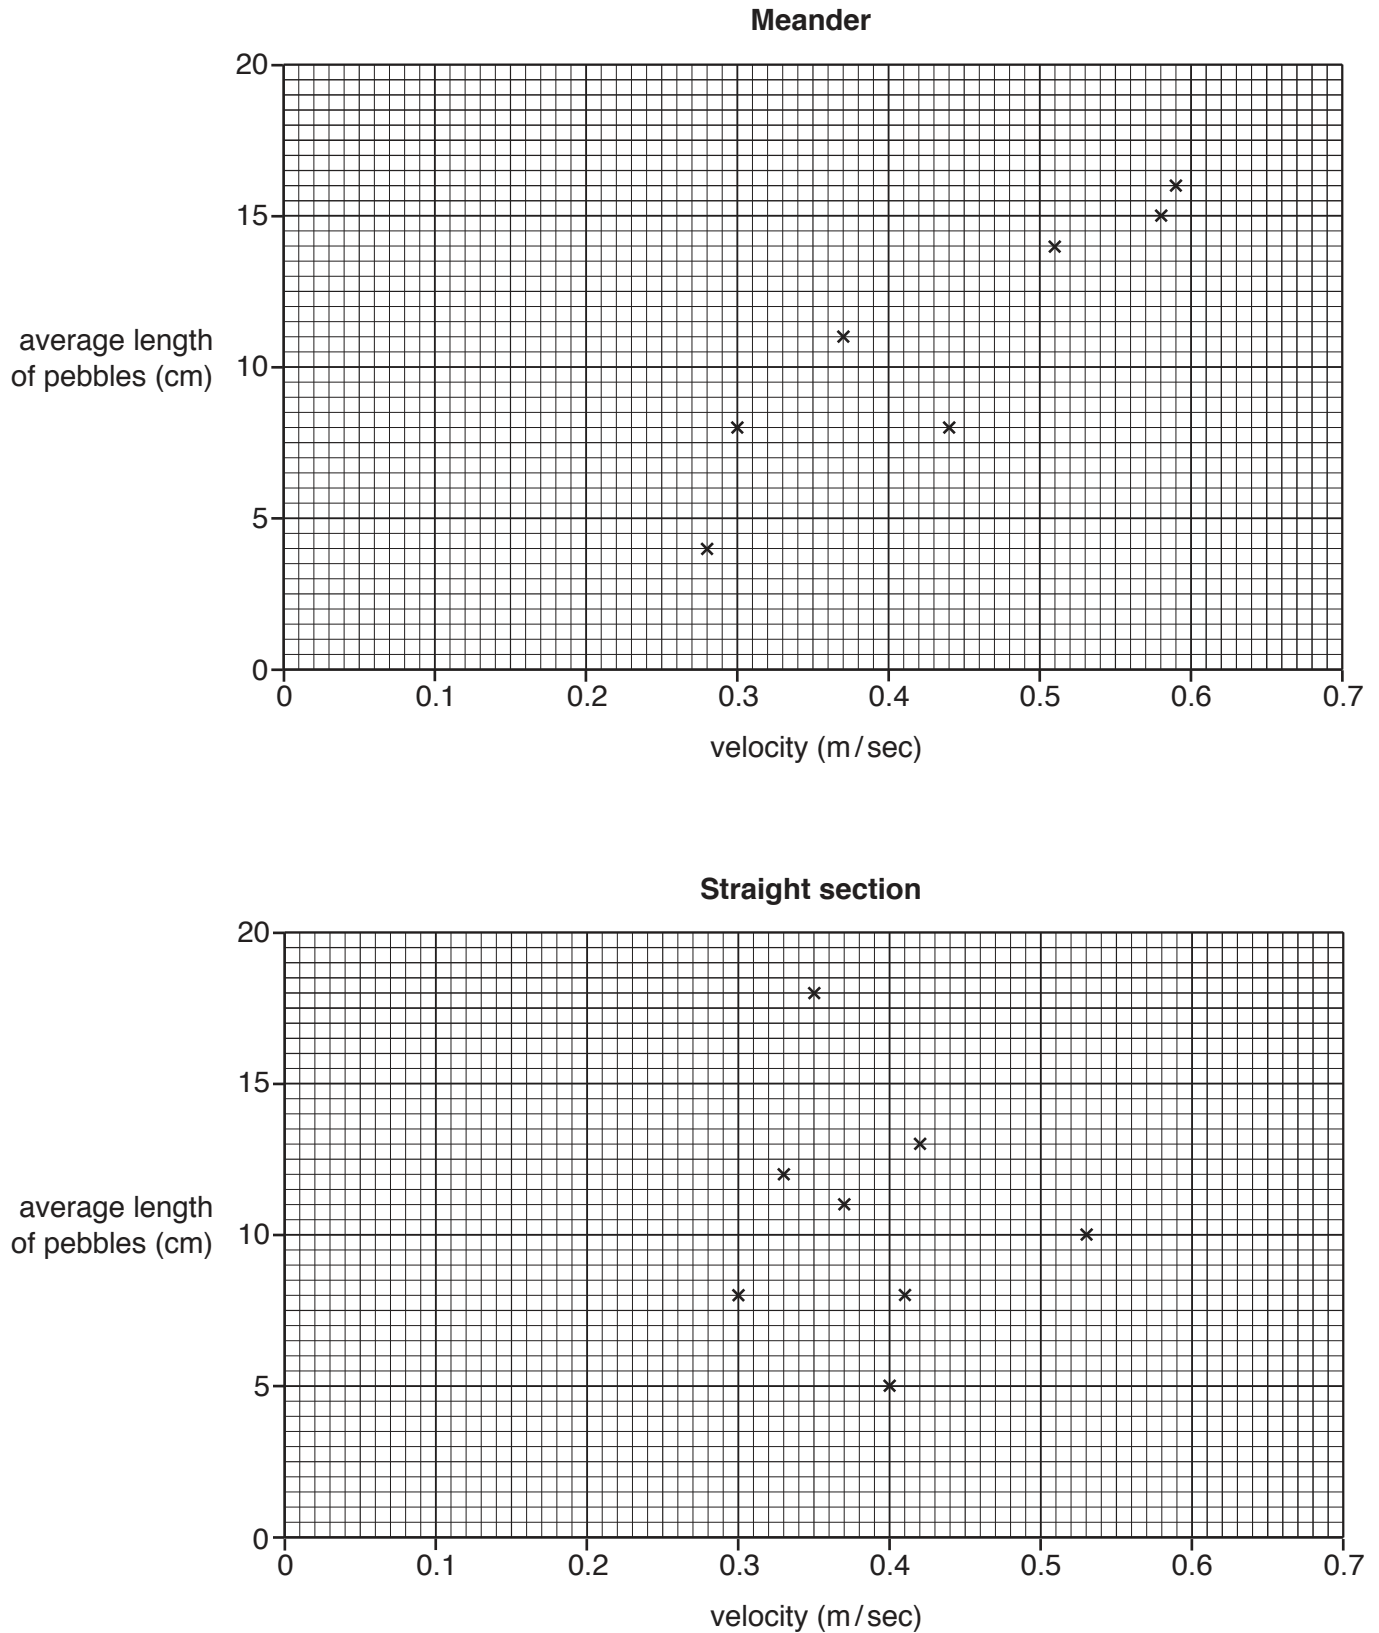 Meander
20
15
average length
of pebbles (cm)
10
5
0
0 0.1 0.2 0.3 0.4 0.5 0.6 0.7
velocity (m/sec)
Straight section
20
15
average length
of pebbles (cm)
10
5
0
0 0.1 0.2 0.3 0.4 0.5 0.6 0.7
velocity (m/sec)